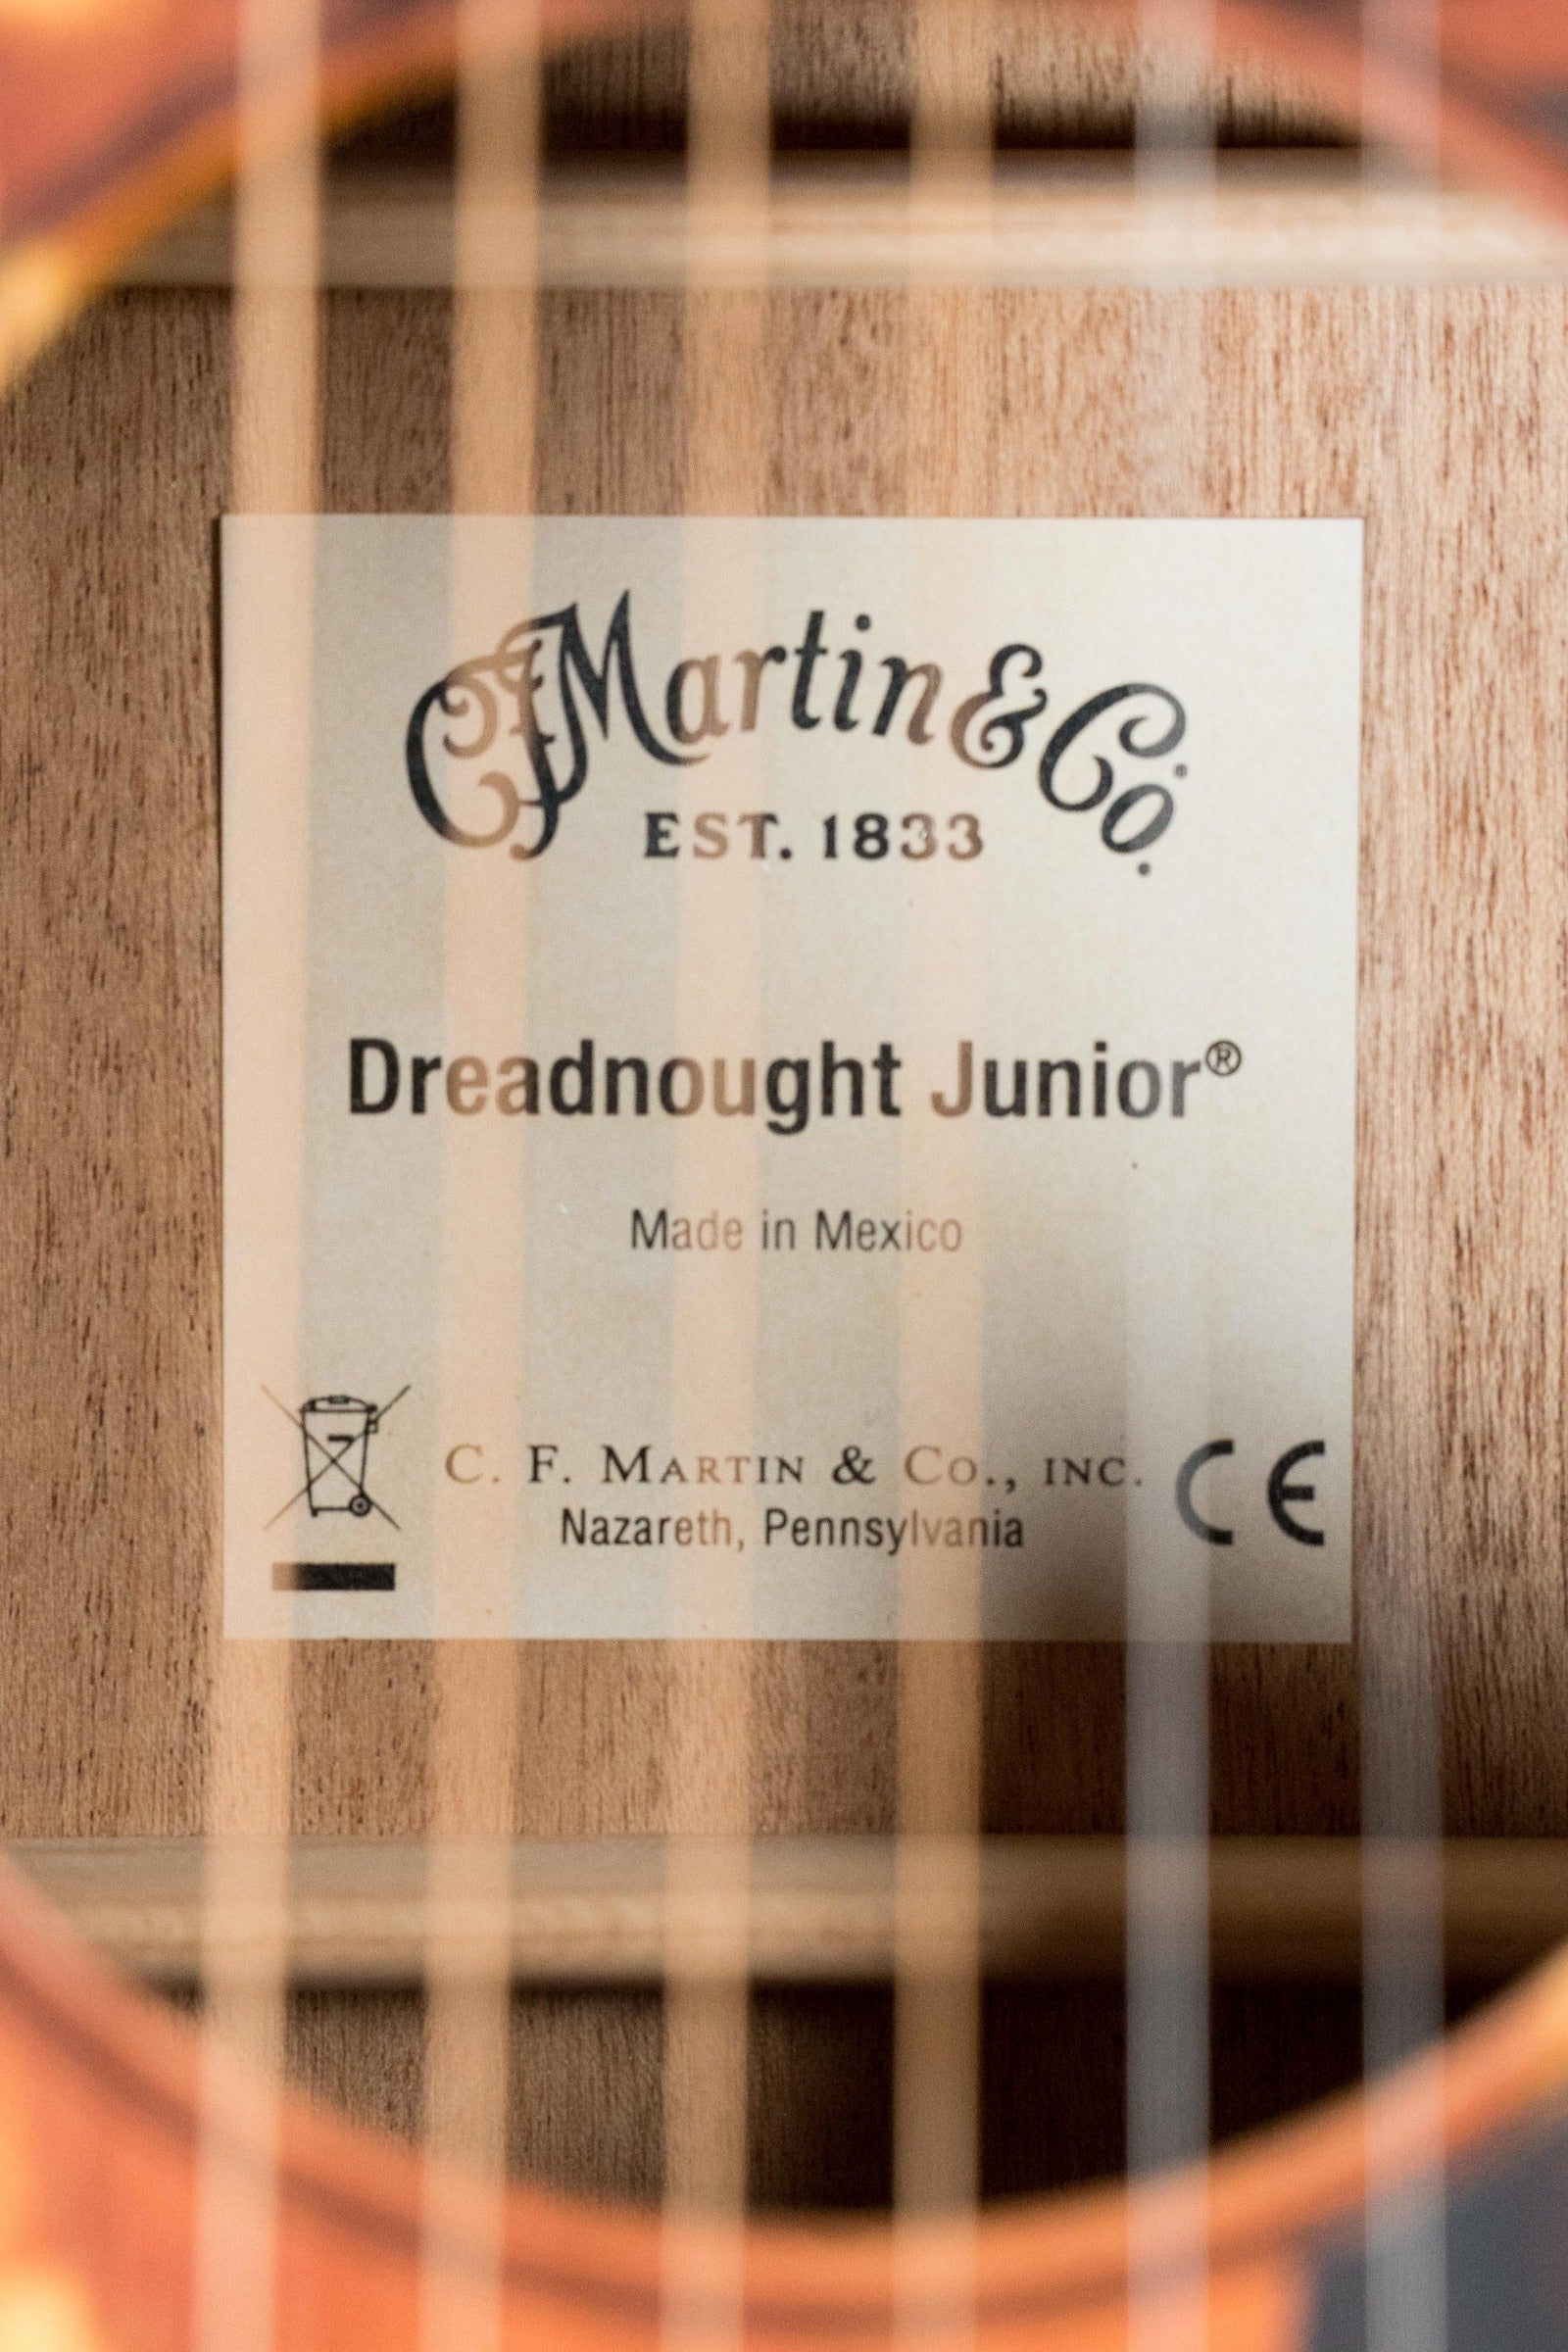 CFMartin & Co.®
EST. 1833
Dreadnought Junior®
Made in Mexico
C. F. MARTIN & CO., INC.
Nazareth, Pennsylvania
CE